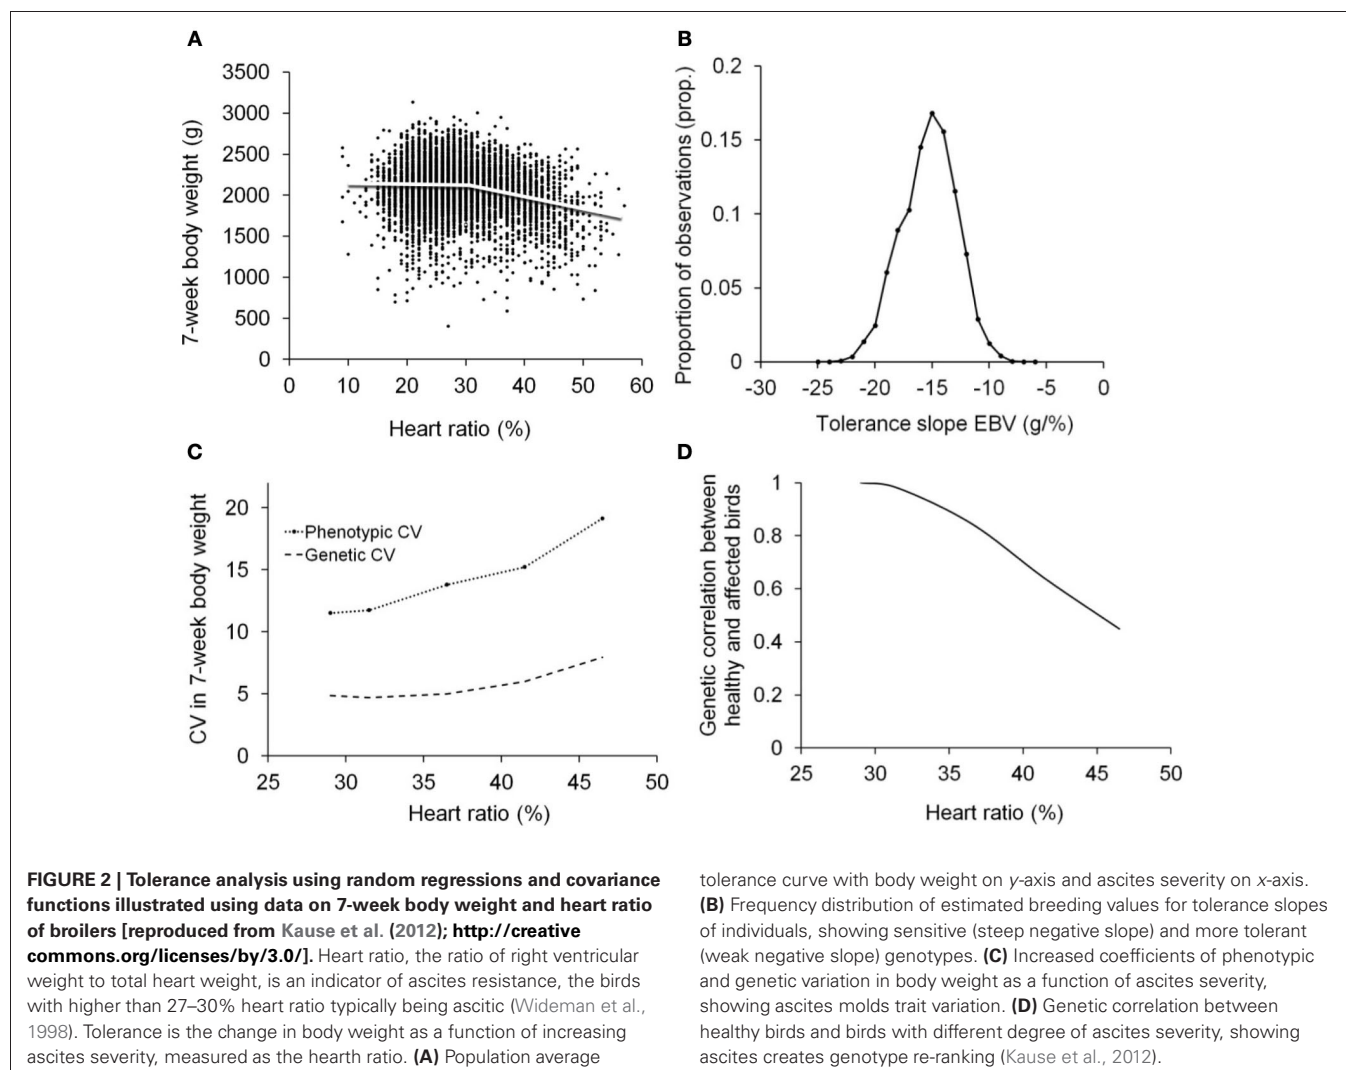 A
3500
3000
2500
2000
1500
1000
500
0
7-week body weight (g)
0 10 20 30 40 50 60
Heart ratio (%)
B
0.2
0.15
0.1
0.05
0
Proportion of observations (prop.)
-30 -25 -20 -15 -10 -5 0
Tolerance slope EBV (g/%)
C
20
15
10
5
0
CV in 7-week body weight
Phenotypic CV
Genetic CV
25 30 35 40 45 50
Heart ratio (%)
D
1
0.8
0.6
0.4
0.2
0
Genetic correlation between
healthy and affected birds
25 30 35 40 45 50
Heart ratio (%)
FIGURE 2 | Tolerance analysis using random regressions and covariance
functions illustrated using data on 7-week body weight and heart ratio
of broilers [reproduced from Kause et al. (2012); http://creative
commons.org/licenses/by/3.0/]. Heart ratio, the ratio of right ventricular
weight to total heart weight, is an indicator of ascites resistance, the birds
with higher than 27–30% heart ratio typically being ascitic (Wideman et al.,
1998). Tolerance is the change in body weight as a function of increasing
ascites severity, measured as the hearth ratio. (A) Population average
tolerance curve with body weight on y-axis and ascites severity on x-axis.
(B) Frequency distribution of estimated breeding values for tolerance slopes
of individuals, showing sensitive (steep negative slope) and more tolerant
(weak negative slope) genotypes. (C) Increased coefficients of phenotypic
and genetic variation in body weight as a function of ascites severity,
showing ascites molds trait variation. (D) Genetic correlation between
healthy birds and birds with different degree of ascites severity, showing
ascites creates genotype re-ranking (Kause et al., 2012).